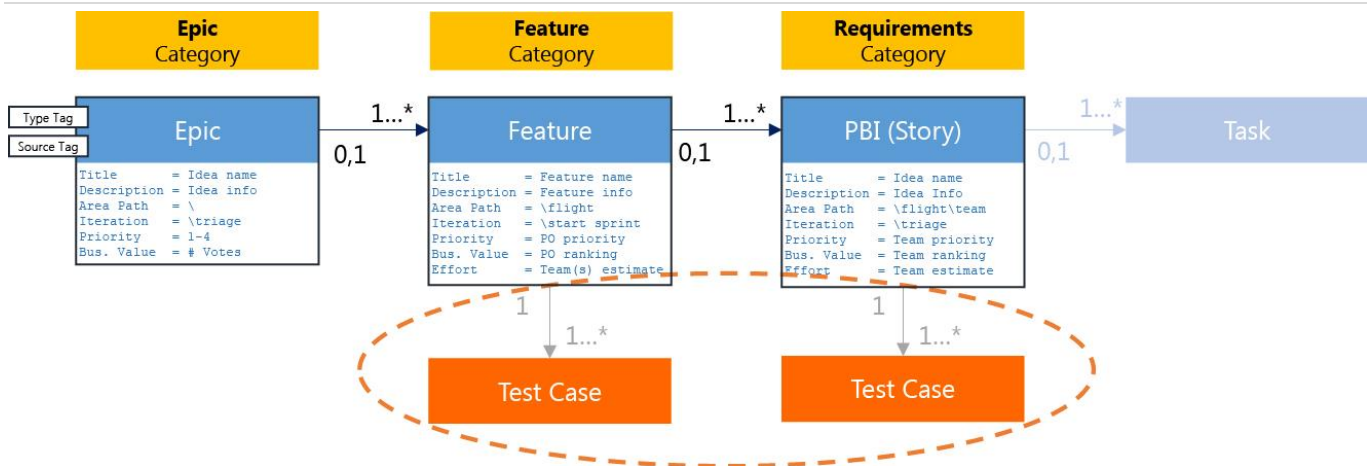 Epic
Category
Feature
Category
Requirements
Category
Type Tag
Source Tag
Epic
1...*
0,1
Feature
1...*
0,1
PBI (Story)
1...*
0,1
Task
Title = Idea name
Description = Idea info
Area Path = \
Iteration = \triage
Priority = 1-4
Bus. Value = # Votes
Title = Feature name
Description = Feature info
Area Path = \flight
Iteration = \start sprint
Priority = PO priority
Bus. Value = PO ranking
Effort = Team(s) estimate
Title = Idea name
Description = Idea Info
Area Path = \flight\team
Iteration = \triage
Priority = Team priority
Bus. Value = Team ranking
Effort = Team estimate
1
1...*
Test Case
1
1...*
Test Case